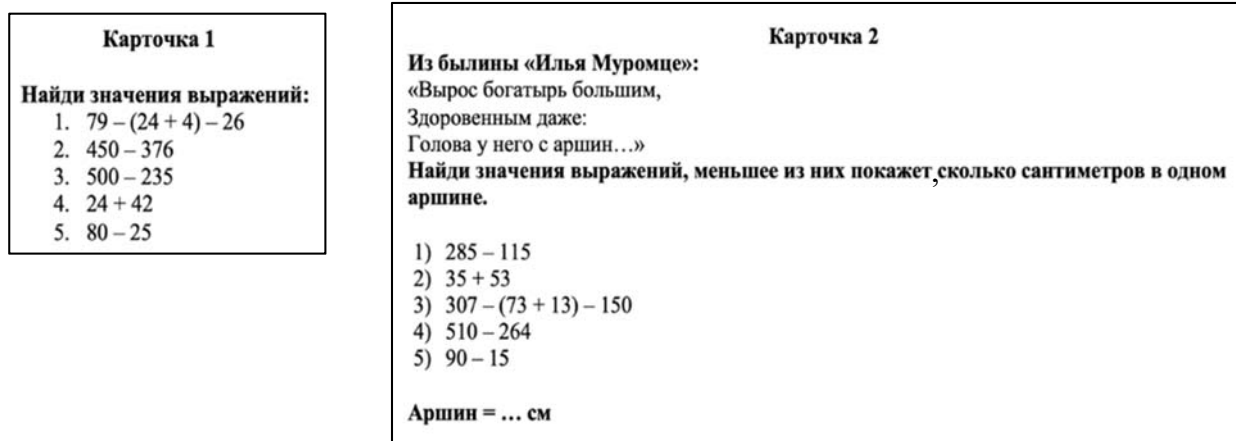 Карточка 1
Найди значения выражений:
1. 79 – (24 + 4) – 26
2. 450 – 376
3. 500 – 235
4. 24 + 42
5. 80 – 25
Карточка 2
Из былины «Илья Муромце»:
«Вырос богатырь большим,
Здоровенным даже:
Голова у него с аршин…»
Найди значения выражений, меньшее из них покажет,сколько сантиметров в одном
аршине.
1) 285 – 115
2) 35 + 53
3) 307 – (73 + 13) – 150
4) 510 – 264
5) 90 – 15
Аршин = … см